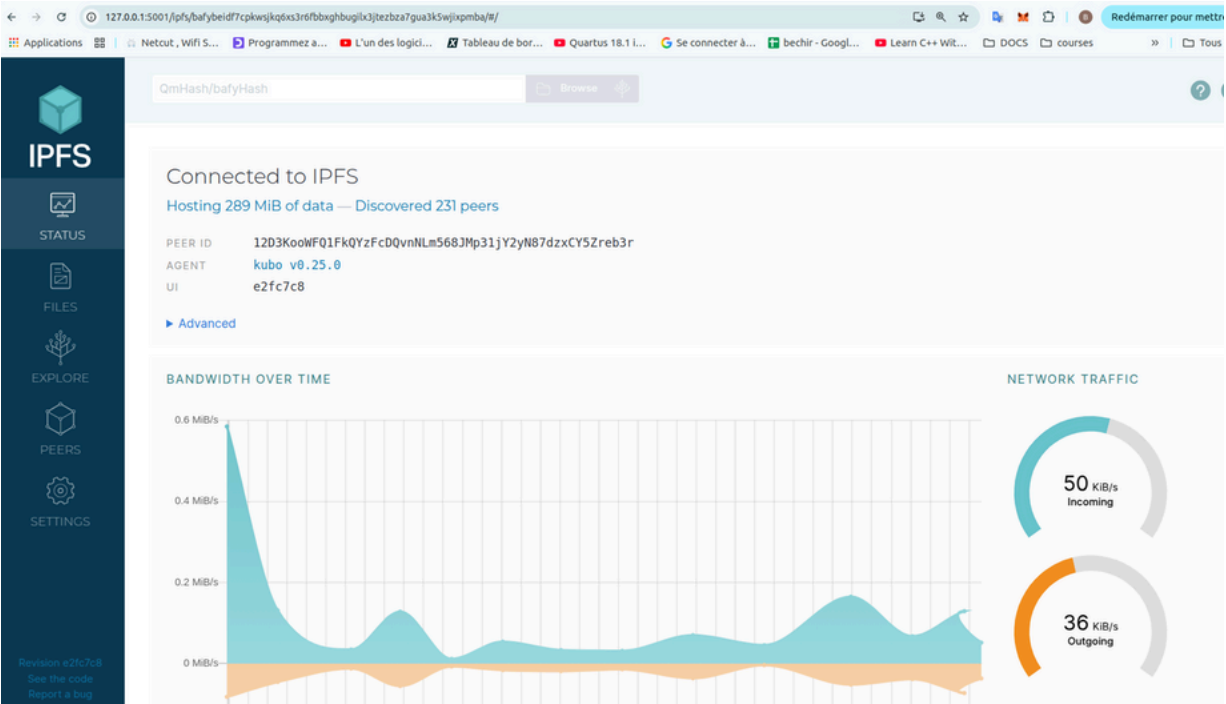 127.0.0.1:5001/ipfs/bafybeidf7cpkwsjkq6xs3r6fbbxghbugilx3jtezbza7gua3k5wjixpmba/#/
Redémarrer pour mettre
Applications Netcut , Wifi S... Programmez a... L'un des logici... Tableau de bor... Quartus 18.1 i... Se connecter à... bechir - Googl... Learn C++ Wit... DOCS courses » Tous
QmHash/bafyHash Browse
IPFS
STATUS
FILES
EXPLORE
PEERS
SETTINGS
Revision e2fc7c8
See the code
Report a bug
Connected to IPFS
Hosting 289 MiB of data — Discovered 231 peers
PEER ID 12D3KooWFQ1FkQYzFcDQvnNLm568JMp31jY2yN87dzxCY5Zreb3r
AGENT kubo v0.25.0
UI e2fc7c8
Advanced
BANDWIDTH OVER TIME
0.6 MiB/s
0.4 MiB/s
0.2 MiB/s
0 MiB/s
NETWORK TRAFFIC
50 KiB/s
Incoming
36 KiB/s
Outgoing